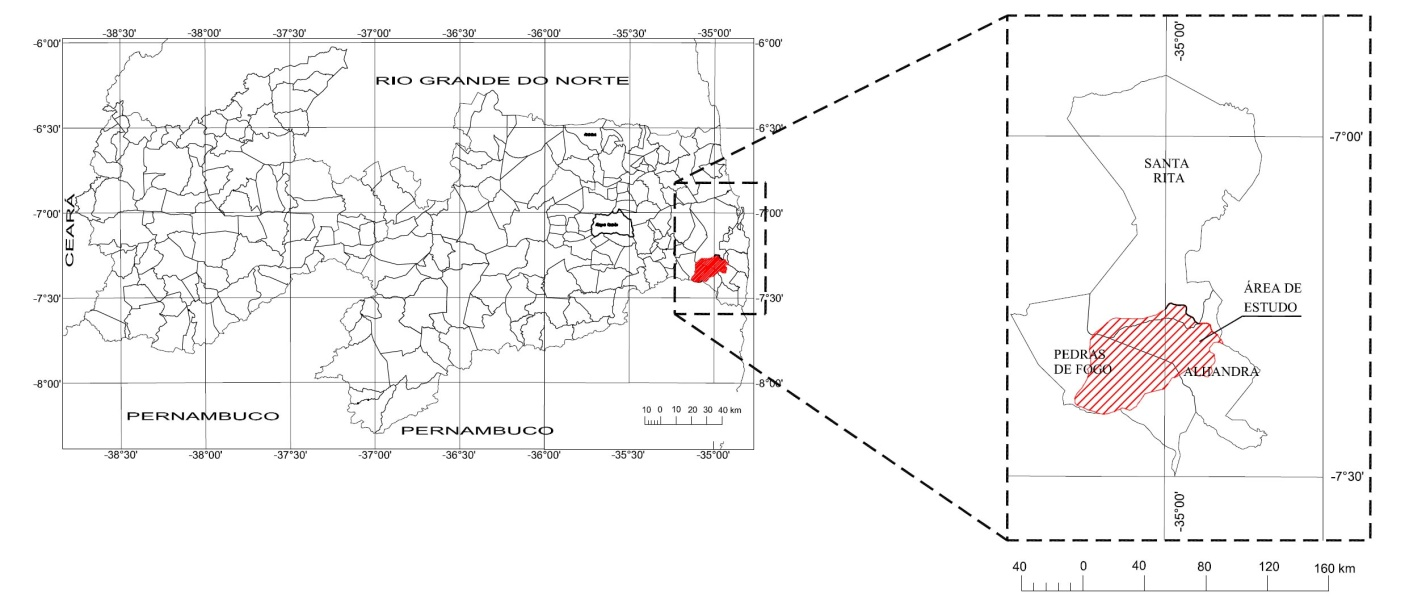 -38°30' -38°00' -37°30' -37°00' -36°30' -36°00' -35°30' -35°00'
-6°00' -6°00'
RIO GRANDE DO NORTE
-6°30' -6°30'
CEARÁ
-7°00' -7°00'
-7°30' -7°30'
-8°00' -8°00'
PERNAMBUCO
PERNAMBUCO
10 0 10 20 30 40 km
-38°30' -38°00' -37°30' -37°00' -36°30' -36°00' -35°30' -35°00'
-35°00'
-7°00'
SANTA
RITA
ÁREA DE
ESTUDO
PEDRAS
DE FOGO
ALHANDRA
-7°30'
-35°00'
40 0 40 80 120 160 km